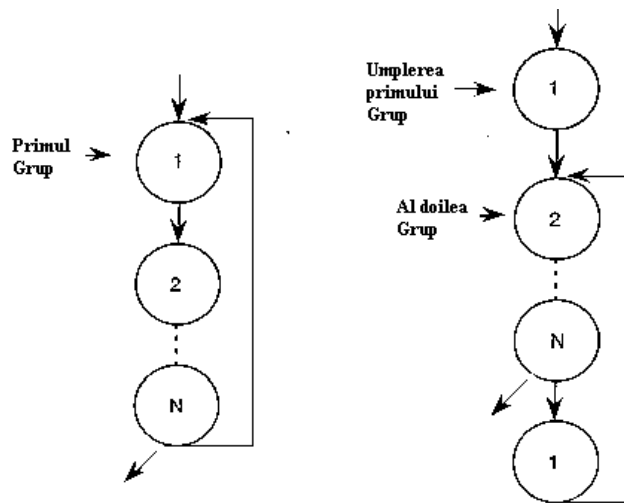 Primul
Grup
1
2
N
Umplerea
primului
Grup
1
Al doilea
Grup
2
N
1